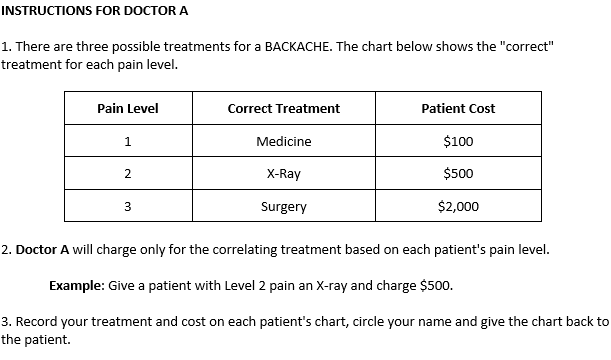 INSTRUCTIONS FOR DOCTOR A
1. There are three possible treatments for a BACKACHE. The chart below shows the "correct"
treatment for each pain level.
Pain Level Correct Treatment Patient Cost
1 Medicine $100
2 X-Ray $500
3 Surgery $2,000
2. Doctor A will charge only for the correlating treatment based on each patient's pain level.
Example: Give a patient with Level 2 pain an X-ray and charge $500.
3. Record your treatment and cost on each patient's chart, circle your name and give the chart back to
the patient.